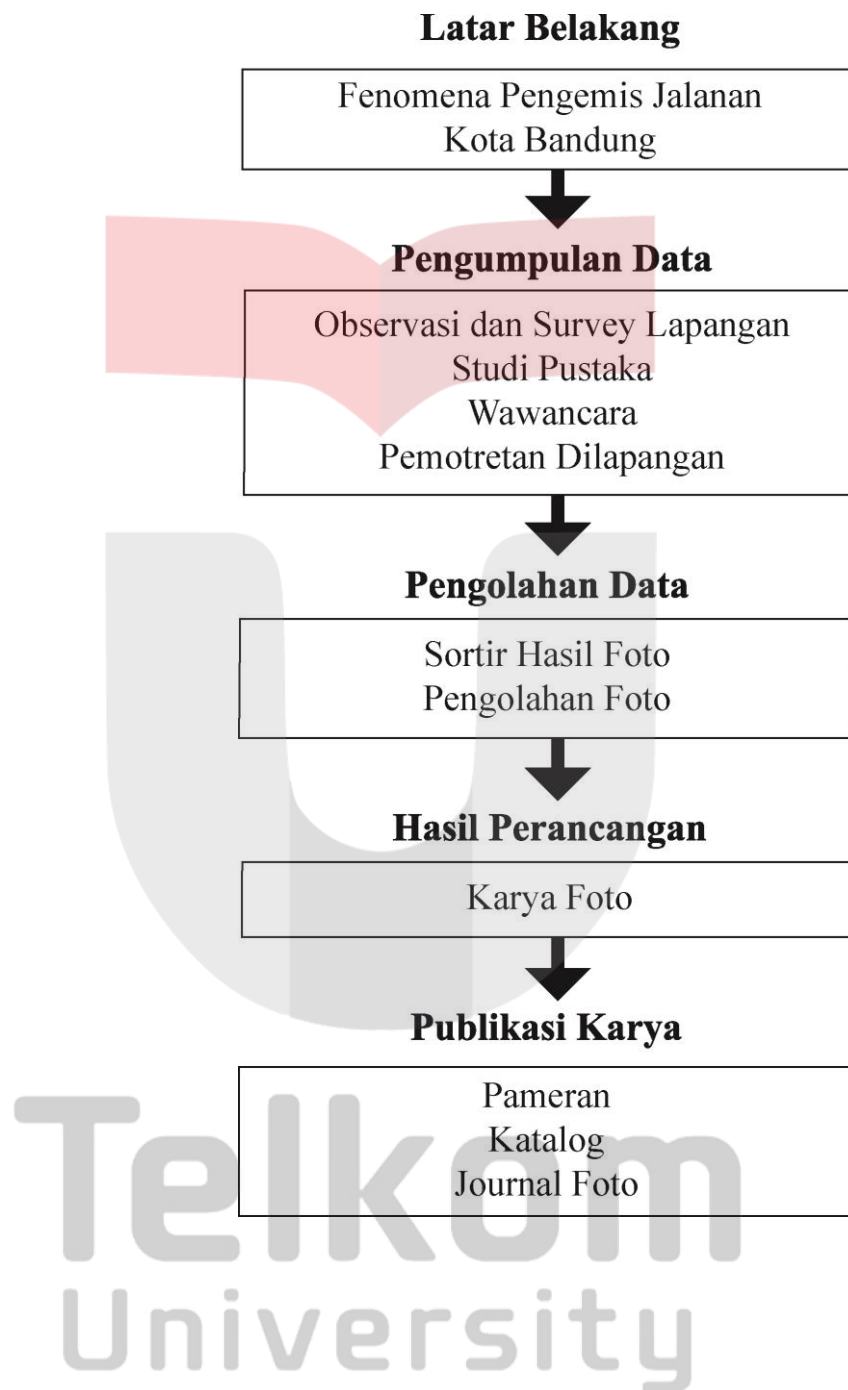 Latar Belakang
Fenomena Pengemis Jalanan
Kota Bandung
Pengumpulan Data
Observasi dan Survey Lapangan
Studi Pustaka
Wawancara
Pemotretan Dilapangan
Pengolahan Data
Sortir Hasil Foto
Pengolahan Foto
Hasil Perancangan
Karya Foto
Publikasi Karya
Pameran
Katalog
Journal Foto
Telkom
University